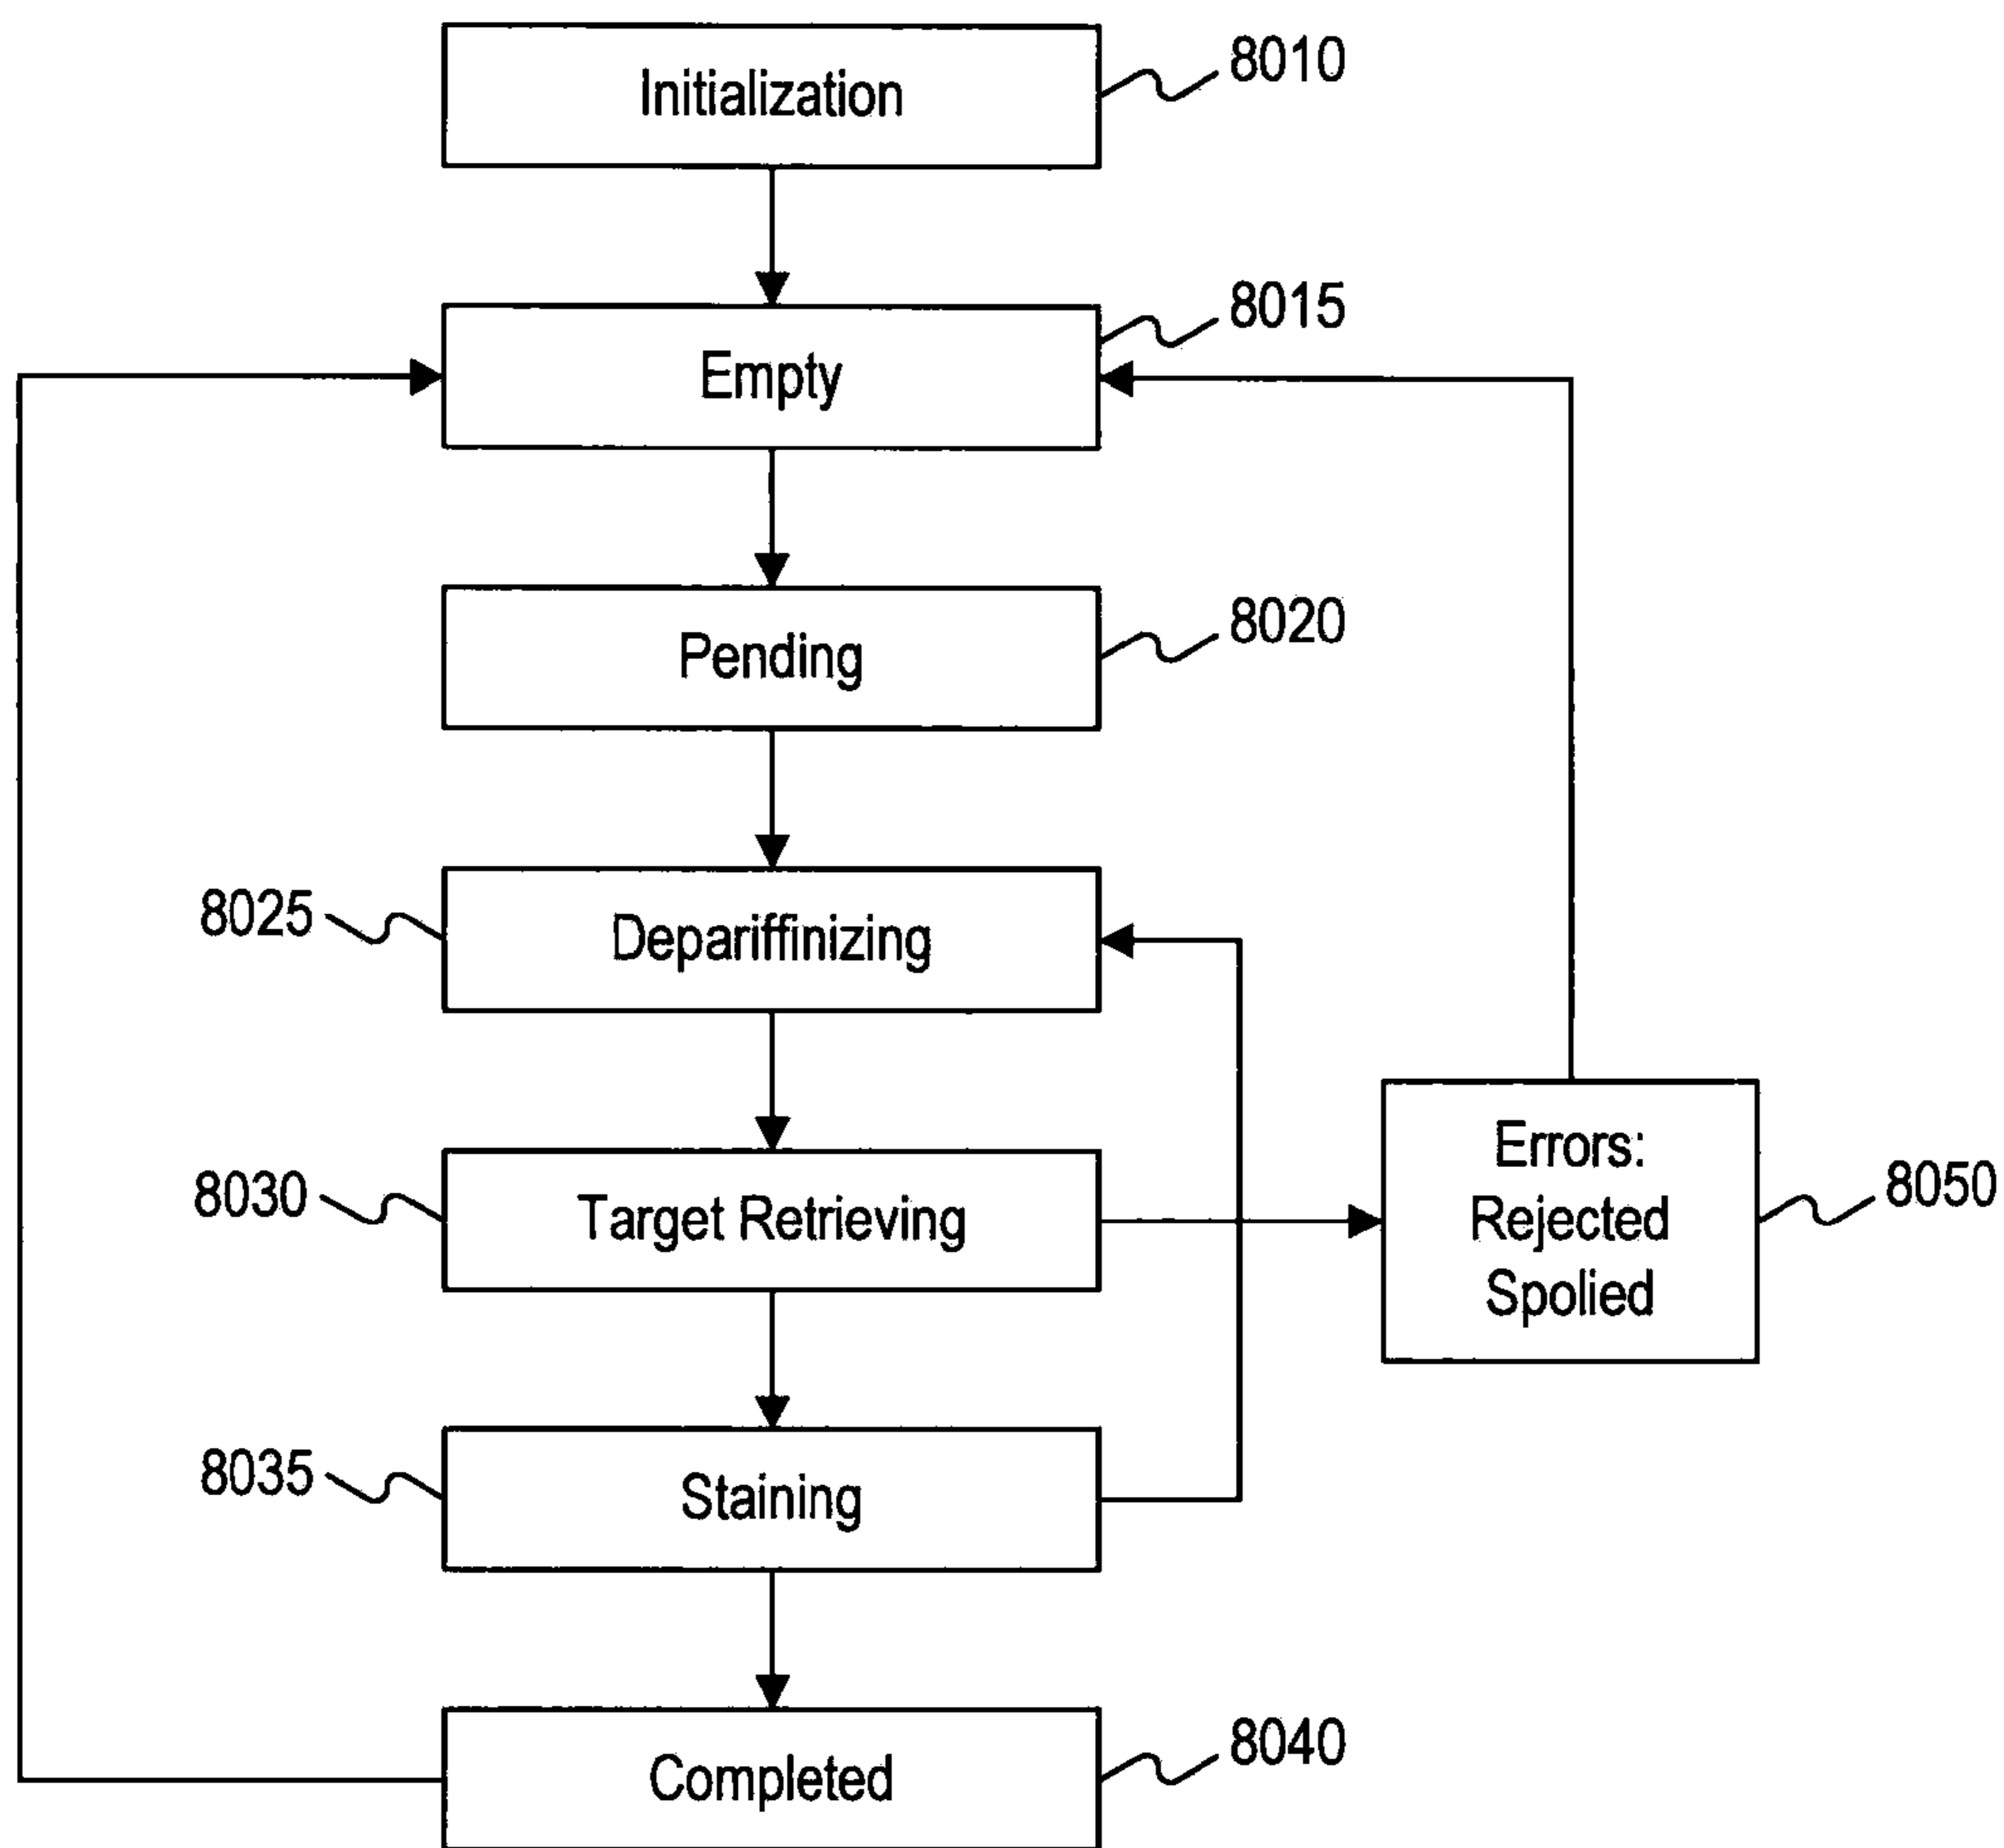 Initialization
8010
Empty
8015
Pending
8020
8025
Depariffinizing
8030
Target Retrieving
Errors:
Rejected
Spolied
8050
8035
Staining
Completed
8040